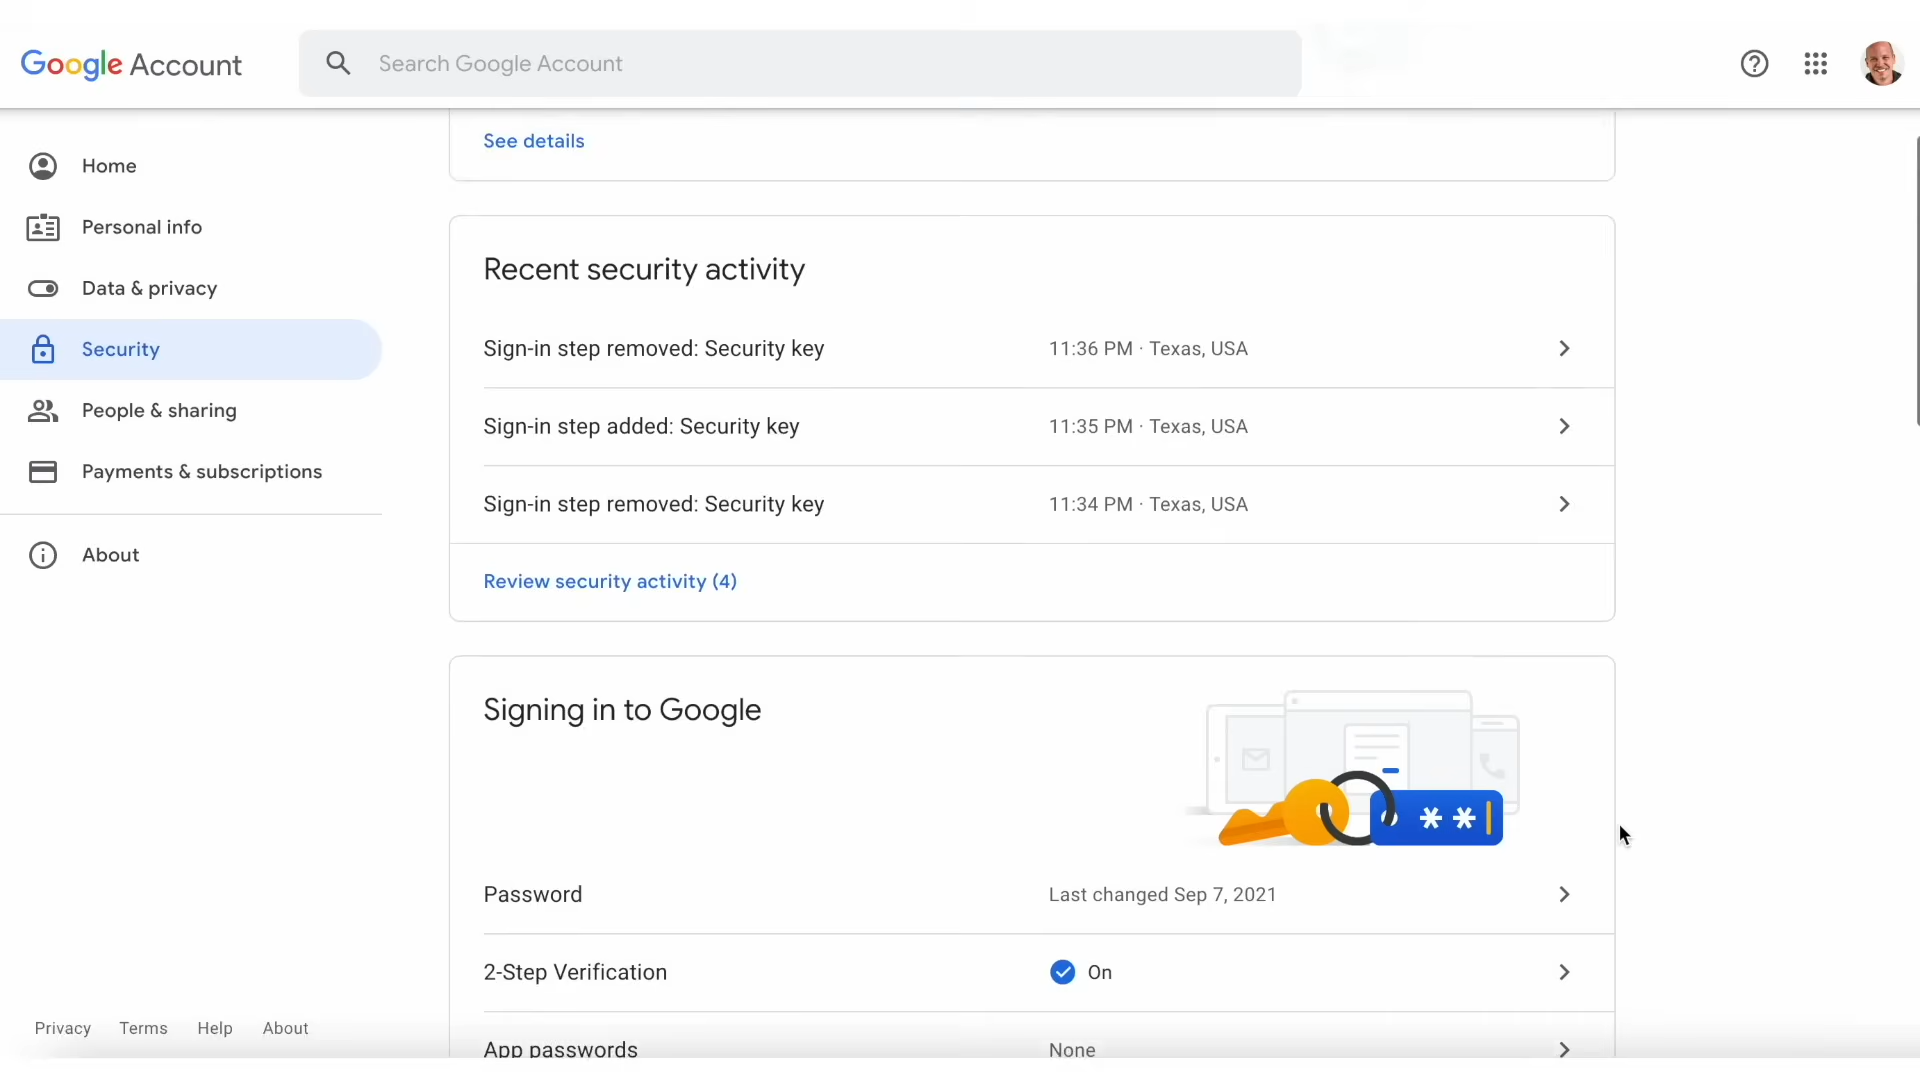 Google Account
Search Google Account
See details
Home
Personal info
Data & privacy
Security
People & sharing
Payments & subscriptions
About
Recent security activity
Sign-in step removed: Security key 11:36 PM · Texas, USA
Sign-in step added: Security key 11:35 PM · Texas, USA
Sign-in step removed: Security key 11:34 PM · Texas, USA
Review security activity (4)
Signing in to Google
**
Password Last changed Sep 7, 2021
2-Step Verification On
App passwords None
Privacy Terms Help About